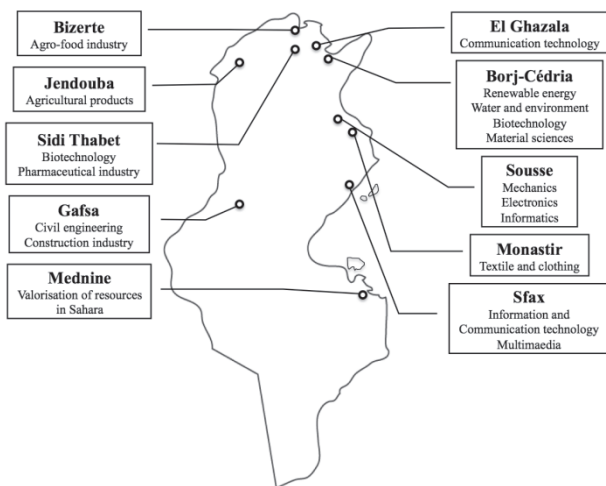 Bizerte
Agro-food industry
Jendouba
Agricultural products
Sidi Thabet
Biotechnology
Pharmaceutical industry
Gafsa
Civil engineering
Construction industry
Mednine
Valorisation of resources
in Sahara
El Ghazala
Communication technology
Borj-Cédria
Renewable energy
Water and environment
Biotechnology
Material sciences
Sousse
Mechanics
Electronics
Informatics
Monastir
Textile and clothing
Sfax
Information and
Communication technology
Multimaedia